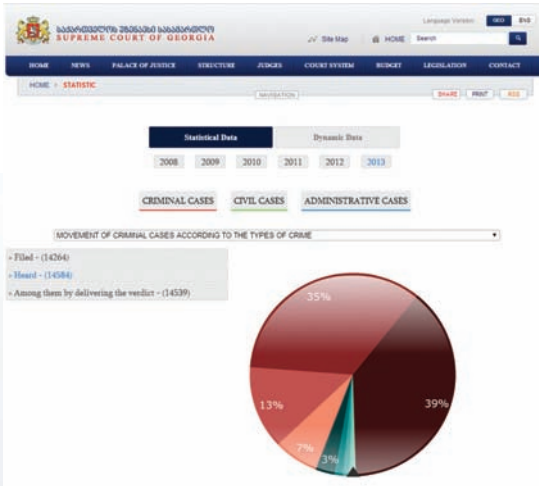 Language Version: GEO ENG
საქართველოს უზენაესი სასამართლო
SUPREME COURT OF GEORGIA
Site Map HOME Search
HOME NEWS PALACE OF JUSTICE STRUCTURE JUDGES COURT SYSTEM BUDGET LEGISLATION CONTACT
HOME > STATISTIC
NAVIGATION SHARE PRINT RSS
Statistical Data Dynamic Data
2008 2009 2010 2011 2012 2013
CRIMINAL CASES CIVIL CASES ADMINISTRATIVE CASES
MOVEMENT OF CRIMINAL CASES ACCORDING TO THE TYPES OF CRIME
» Filed - (14264)
» Heard - (14584)
» Among them by delivering the verdict - (14539)
35%
39%
13%
7%
3%